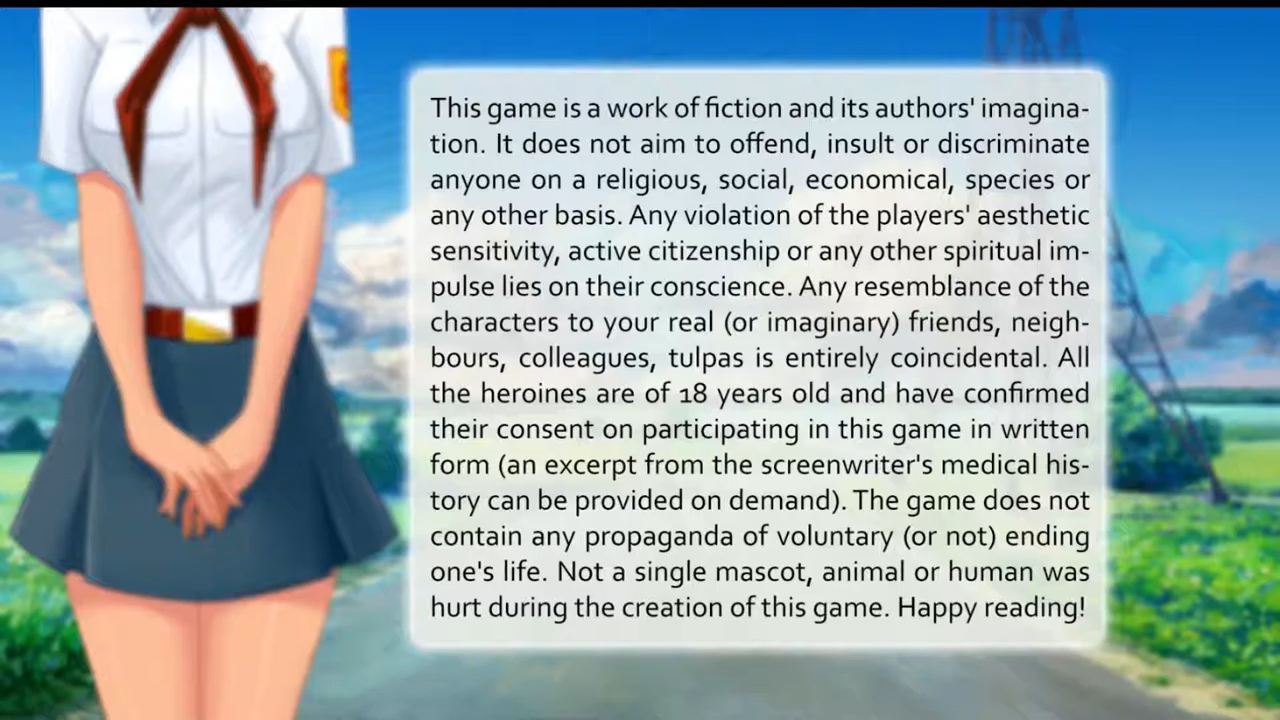 This game is a work of fiction and its authors' imagina-
tion. It does not aim to offend, insult or discriminate
anyone on a religious, social, economical, species or
any other basis. Any violation of the players' aesthetic
sensitivity, active citizenship or any other spiritual im-
pulse lies on their conscience. Any resemblance of the
characters to your real (or imaginary) friends, neigh-
bours, colleagues, tulpas is entirely coincidental. All
the heroines are of 18 years old and have confirmed
their consent on participating in this game in written
form (an excerpt from the screenwriter's medical his-
tory can be provided on demand). The game does not
contain any propaganda of voluntary (or not) ending
one's life. Not a single mascot, animal or human was
hurt during the creation of this game. Happy reading!